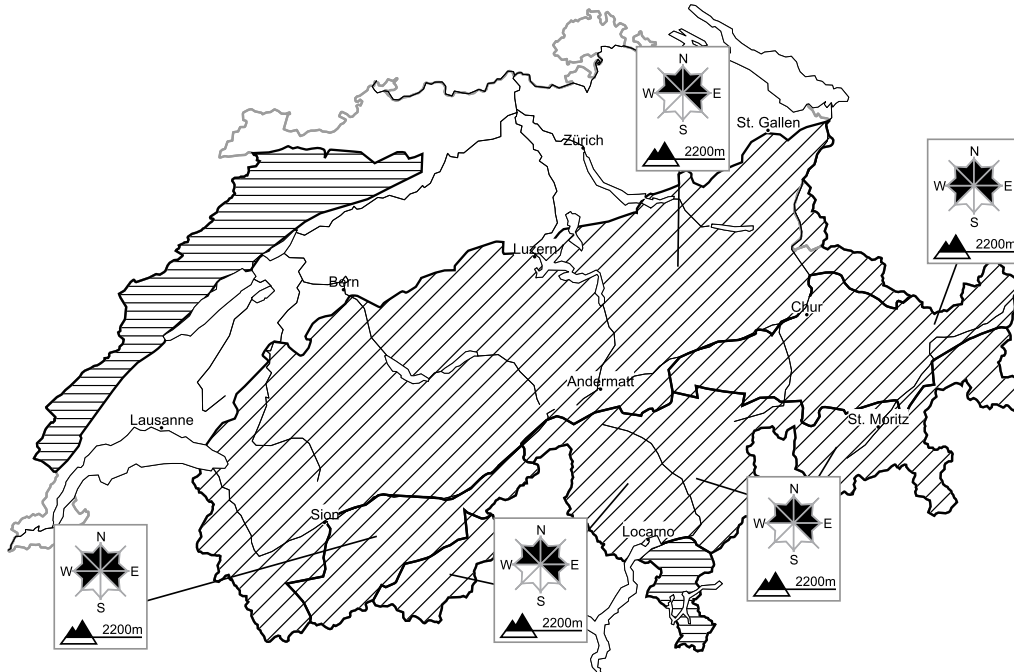 N
W E
S
2200m
St. Gallen
Zürich
N
W E
S
2200m
Luzern
Bern
Chur
Andermatt
Lausanne
St. Moritz
N
W E
S
2200m
Sion
Locarno
N
W E
S
2200m
N
W E
S
2200m